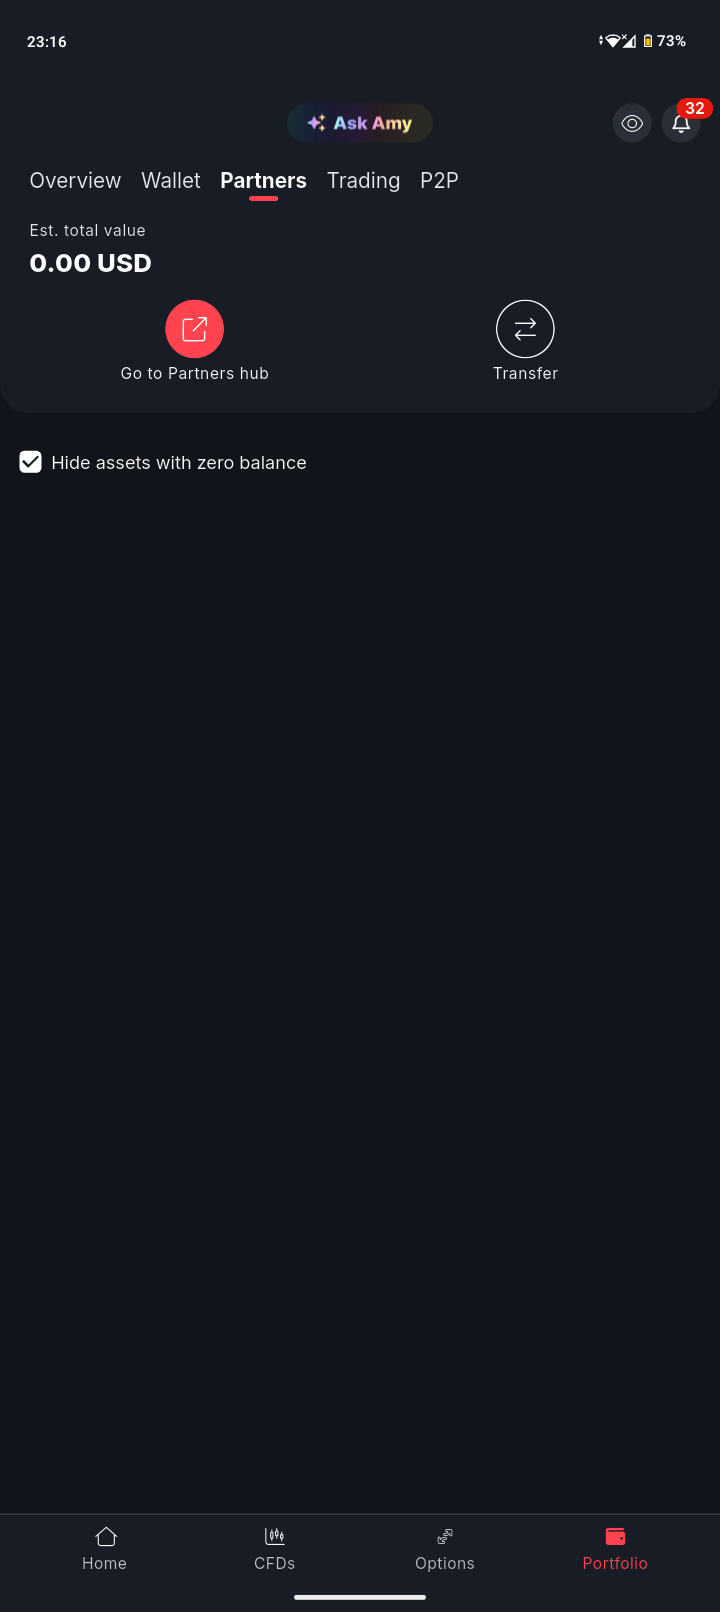 23:16
73%
Ask Amy
32
Overview Wallet Partners Trading P2P
Est. total value
0.00 USD
Go to Partners hub Transfer
Hide assets with zero balance
Home CFDs Options Portfolio